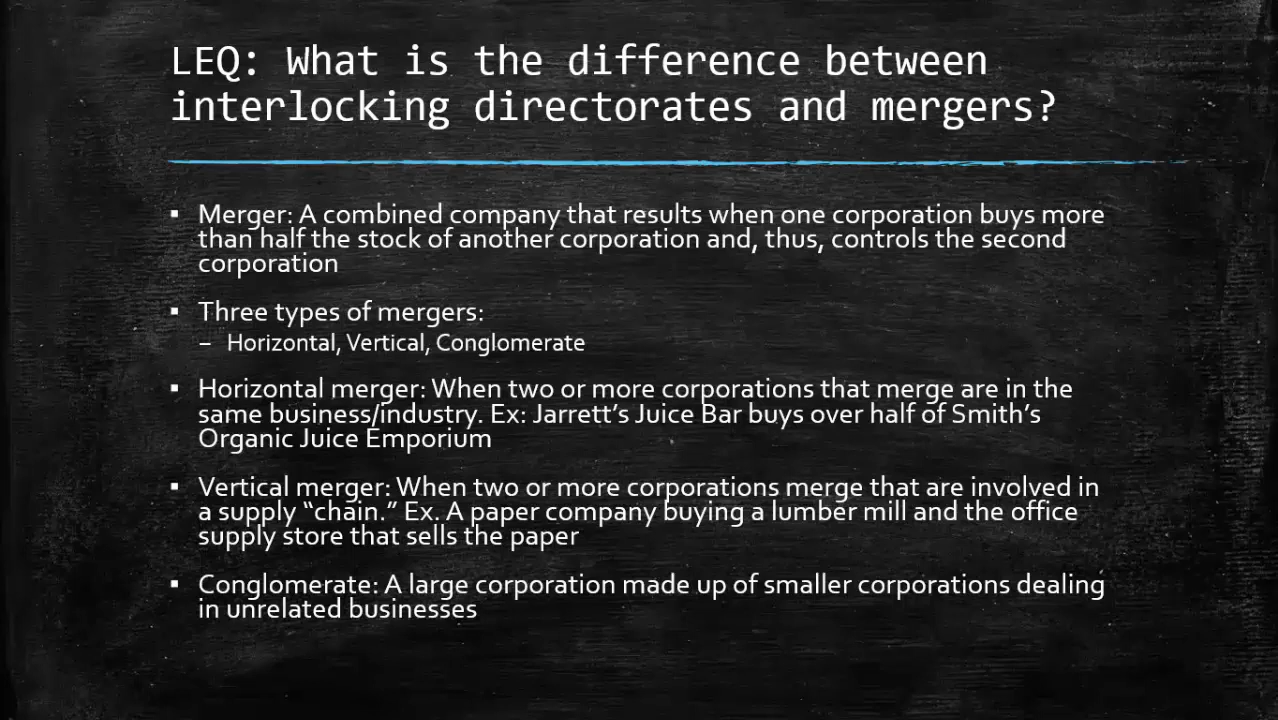 LEQ: What is the difference between
interlocking directorates and mergers?
▪ Merger: A combined company that results when one corporation buys more
than half the stock of another corporation and, thus, controls the second
corporation
▪ Three types of mergers:
– Horizontal, Vertical, Conglomerate
▪ Horizontal merger: When two or more corporations that merge are in the
same business/industry. Ex: Jarrett’s Juice Bar buys over half of Smith’s
Organic Juice Emporium
▪ Vertical merger: When two or more corporations merge that are involved in
a supply “chain.” Ex. A paper company buying a lumber mill and the office
supply store that sells the paper
▪ Conglomerate: A large corporation made up of smaller corporations dealing
in unrelated businesses